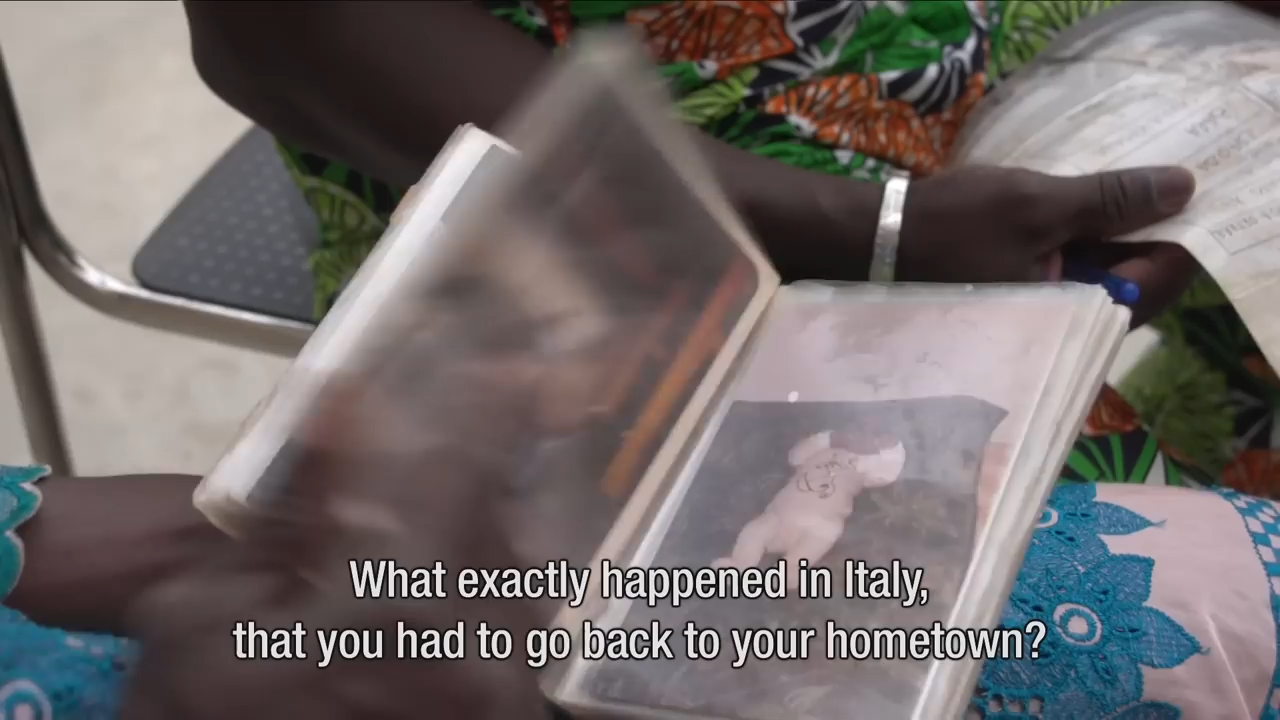 What exactly happened in Italy,
that you had to go back to your hometown?